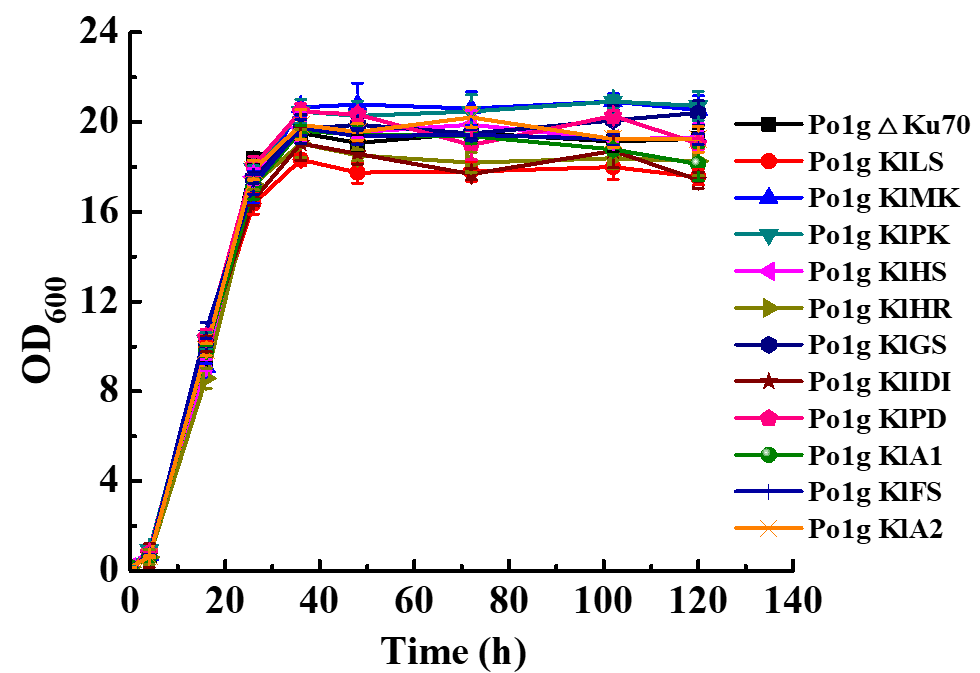 24
20
16
12
8
4
0
OD600
0 20 40 60 80 100 120 140
Time (h)
Po1g △Ku70
Po1g KlLS
Po1g KlMK
Po1g KlPK
Po1g KlHS
Po1g KlHR
Po1g KlGS
Po1g KlIDI
Po1g KlPD
Po1g KlA1
Po1g KlFS
Po1g KlA2